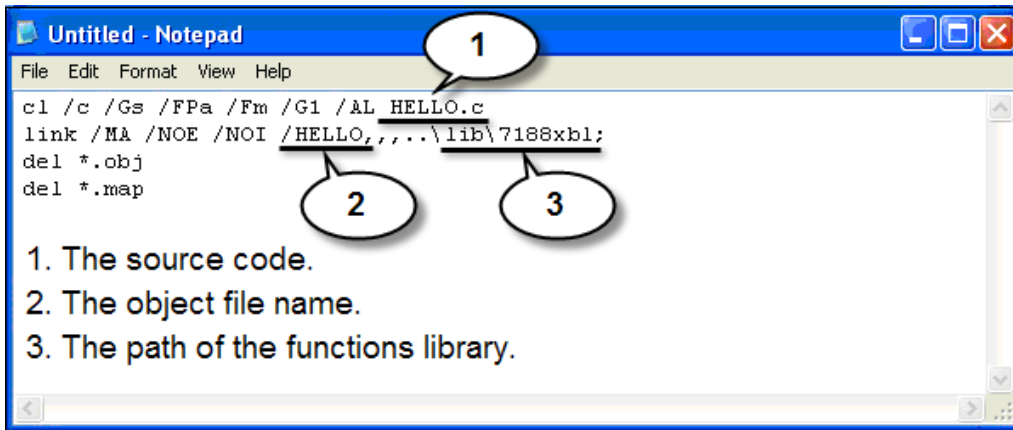 Untitled - Notepad
1
File Edit Format View Help
cl /c /Gs /FPa /Fm /G1 /AL HELLO.c
link /MA /NOE /NOI /HELLO,,,..\lib\7188xbl;
del *.obj
del *.map
2
3
1. The source code.
2. The object file name.
3. The path of the functions library.